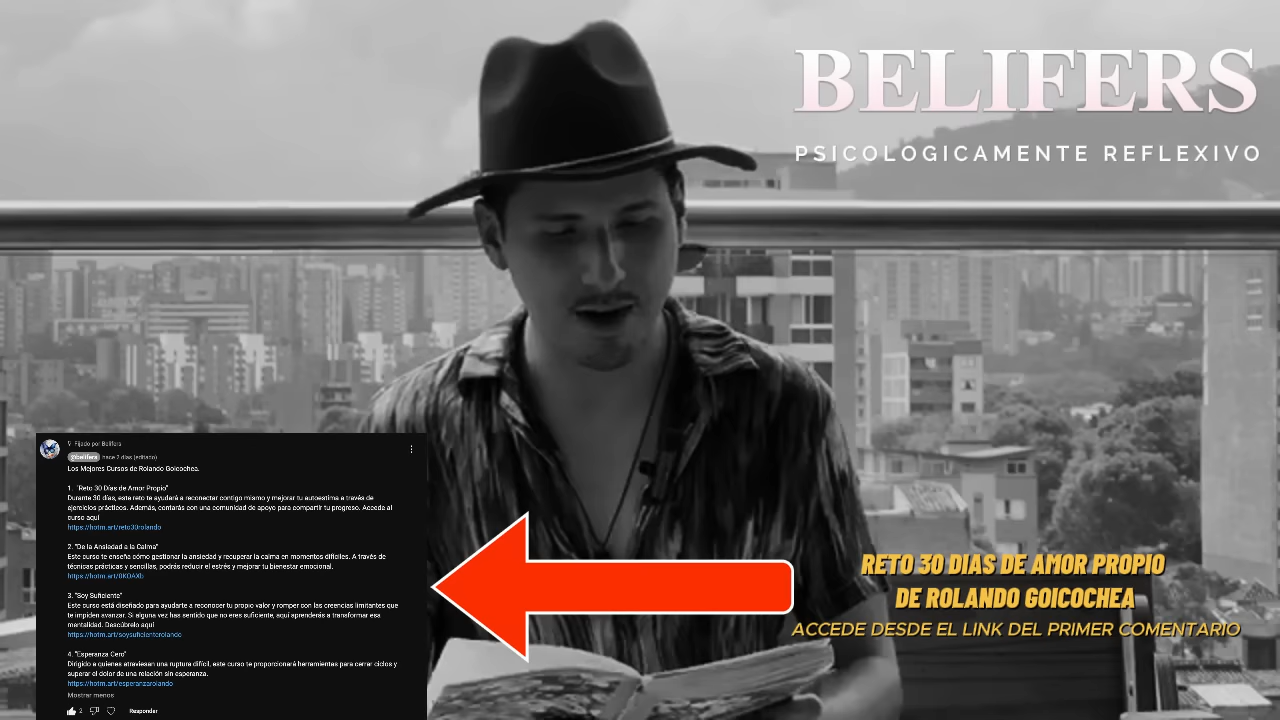 BELIFERS
PSICOLOGICAMENTE REFLEXIVO
Fijado por Belifers
@belifers hace 2 días (editado)
Los Mejores Cursos de Rolando Goicochea.
1. "Reto 30 Días de Amor Propio"
Durante 30 días, este reto te ayudará a reconectar contigo mismo y mejorar tu autoestima a través de
ejercicios prácticos. Además, contarás con una comunidad de apoyo para compartir tu progreso. Accede al
curso aquí
https://hotm.art/reto30rolando
2. "De la Ansiedad a la Calma"
Este curso te enseña cómo gestionar la ansiedad y recuperar la calma en momentos difíciles. A través de
técnicas prácticas y sencillas, podrás reducir el estrés y mejorar tu bienestar emocional.
https://hotm.art/0KOAXb
3. "Soy Suficiente"
Este curso está diseñado para ayudarte a reconocer tu propio valor y romper con las creencias limitantes que
te impiden avanzar. Si alguna vez has sentido que no eres suficiente, aquí aprenderás a transformar esa
mentalidad. Descúbrelo aquí
https://hotm.art/soysuficienterolando
4. "Esperanza Cero"
Dirigido a quienes atraviesan una ruptura difícil, este curso te proporcionará herramientas para cerrar ciclos y
superar el dolor de una relación sin esperanza.
https://hotm.art/esperanzarolando
Mostrar menos
2 Responder
RETO 30 DIAS DE AMOR PROPIO
DE ROLANDO GOICOCHEA
ACCEDE DESDE EL LINK DEL PRIMER COMENTARIO